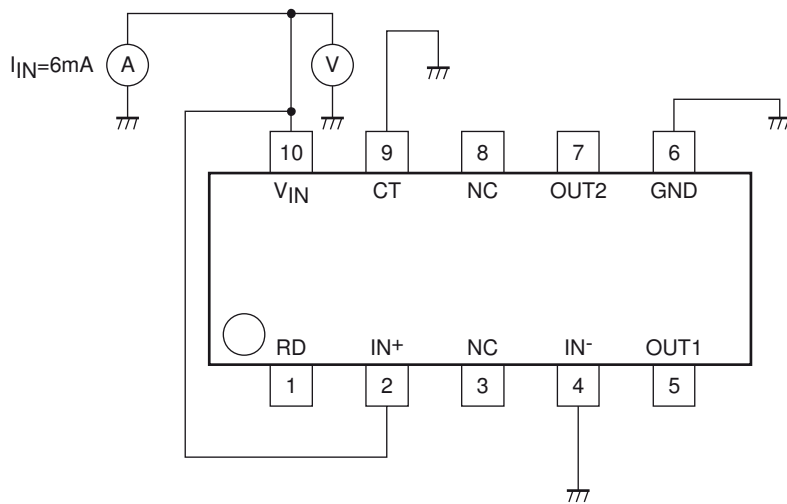 I_IN=6mA A V
10 9 8 7 6
V_IN CT NC OUT2 GND
RD IN+ NC IN- OUT1
1 2 3 4 5